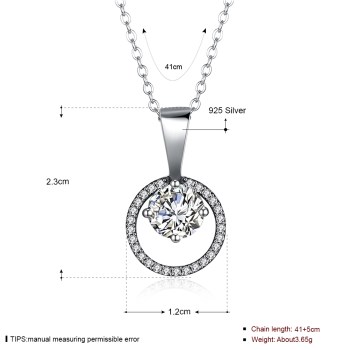 41cm
925 Silver
2.3cm
1.2cm
Chain length: 41+5cm
Weight: About3.65g
TIPS:manual measuring permissible error